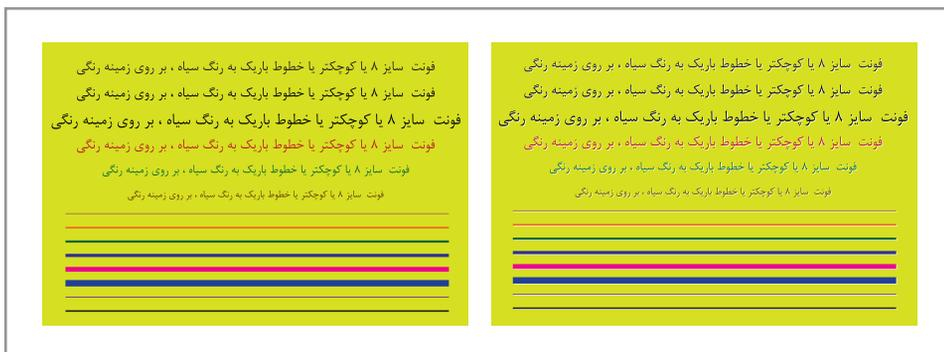 فونت سایز ۸ یا کوچکتر یا خطوط باریک به رنگ سیاه ، بر روی زمینه رنگی
فونت سایز ۸ یا کوچکتر یا خطوط باریک به رنگ سیاه ، بر روی زمینه رنگی
فونت سایز ۸ یا کوچکتر یا خطوط باریک به رنگ سیاه ، بر روی زمینه رنگی
فونت سایز ۸ یا کوچکتر یا خطوط باریک به رنگ سیاه ، بر روی زمینه رنگی
فونت سایز ۸ یا کوچکتر یا خطوط باریک به رنگ سیاه ، بر روی زمینه رنگی
فونت سایز ۸ یا کوچکتر یا خطوط باریک به رنگ سیاه ، بر روی زمینه رنگی
فونت سایز ۸ یا کوچکتر یا خطوط باریک به رنگ سیاه ، بر روی زمینه رنگی
فونت سایز ۸ یا کوچکتر یا خطوط باریک به رنگ سیاه ، بر روی زمینه رنگی
فونت سایز ۸ یا کوچکتر یا خطوط باریک به رنگ سیاه ، بر روی زمینه رنگی
فونت سایز ۸ یا کوچکتر یا خطوط باریک به رنگ سیاه ، بر روی زمینه رنگی
فونت سایز ۸ یا کوچکتر یا خطوط باریک به رنگ سیاه ، بر روی زمینه رنگی
فونت سایز ۸ یا کوچکتر یا خطوط باریک به رنگ سیاه ، بر روی زمینه رنگی